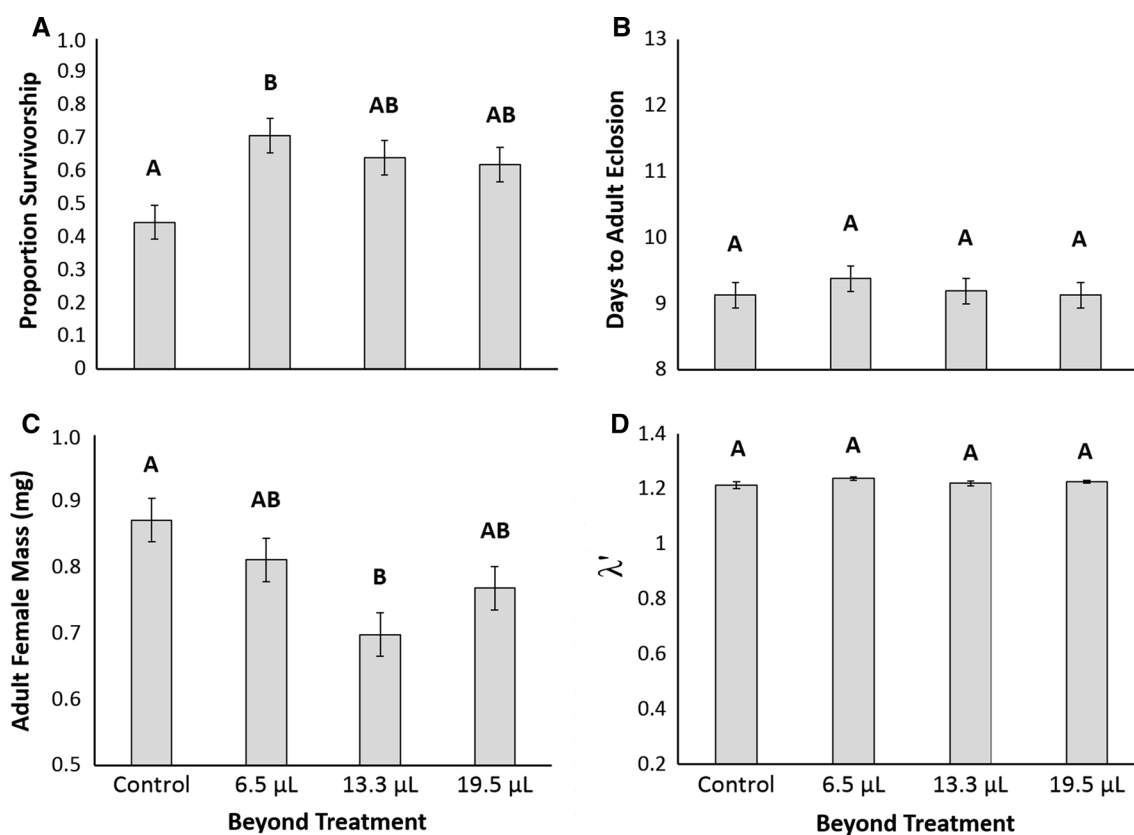 A
Proportion Survivorship
1.0
0.9
0.8
0.7
0.6
0.5
0.4
0.3
0.2
0.1
0
A
B
AB
AB
B
Days to Adult Eclosion
13
12
11
10
9
8
A
A
A
A
C
Adult Female Mass (mg)
1.0
0.9
0.8
0.7
0.6
0.5
A
AB
B
AB
Control
6.5 µL
13.3 µL
19.5 µL
Beyond Treatment
D
λ'
1.4
1.2
1
0.8
0.6
0.4
0.2
A
A
A
A
Control
6.5 µL
13.3 µL
19.5 µL
Beyond Treatment